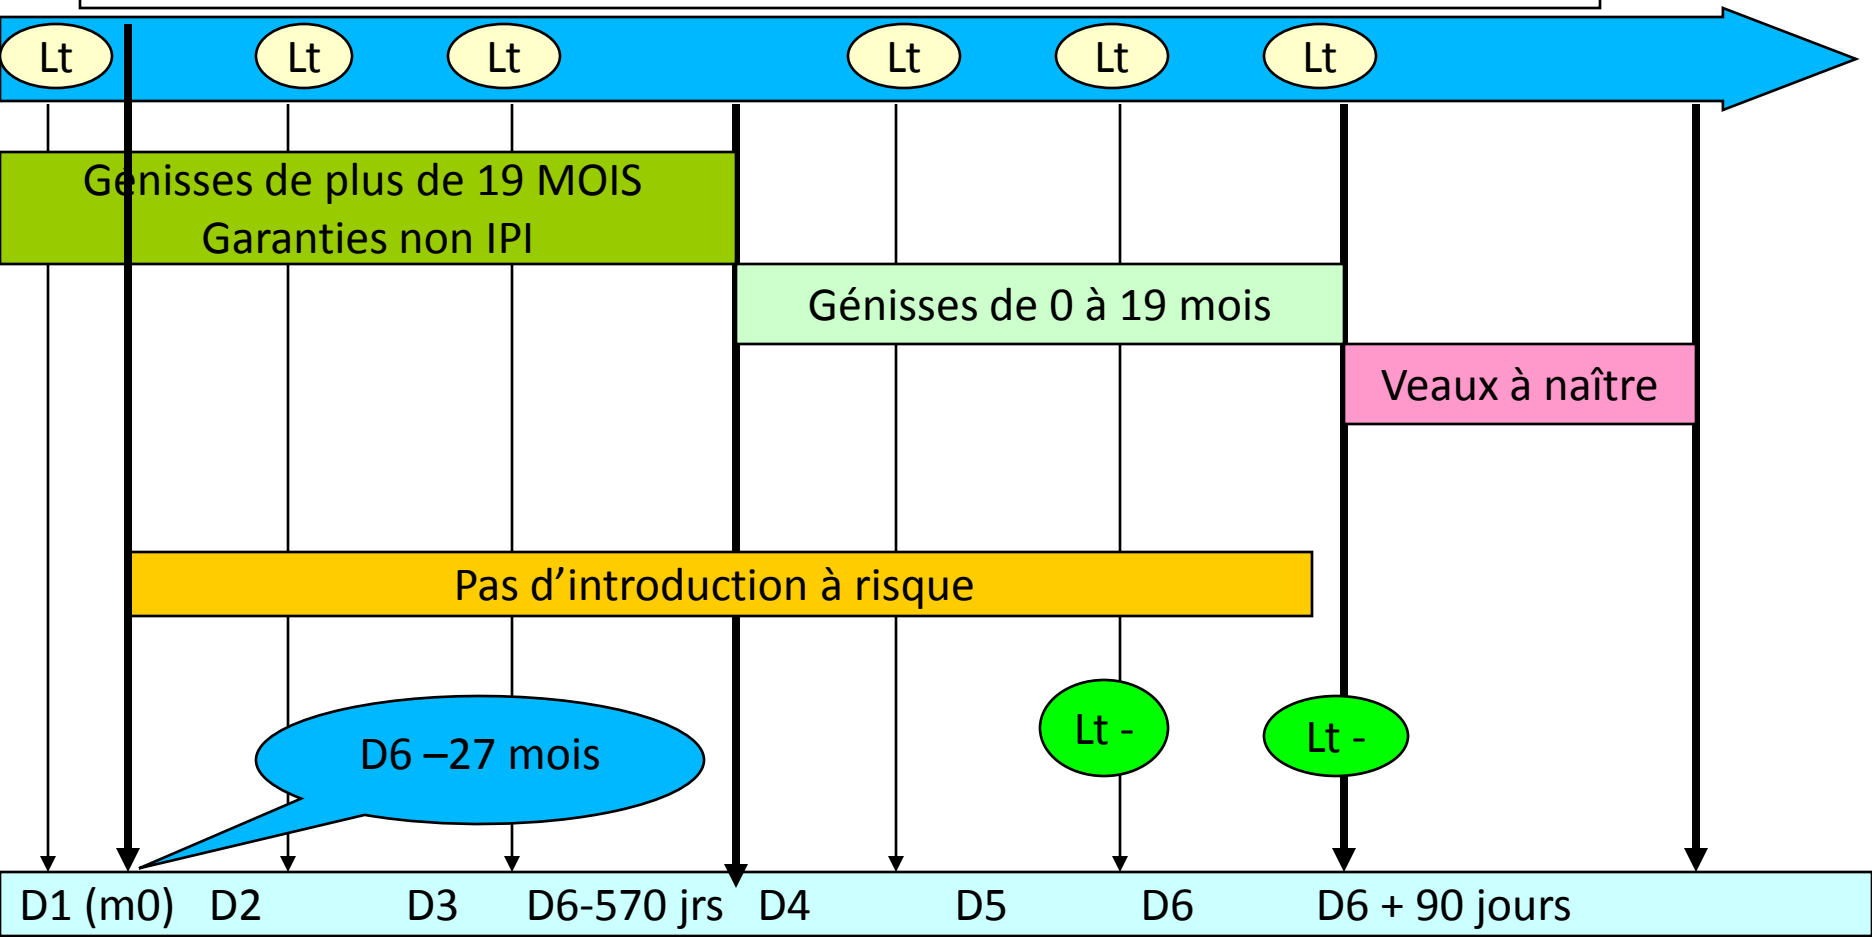 Lt
Lt
Lt
Lt
Lt
Lt
Génisses de plus de 19 MOIS
Garanties non IPI
Génisses de 0 à 19 mois
Veaux à naître
Pas d’introduction à risque
D6 –27 mois
Lt -
Lt -
D1 (m0) D2 D3 D6-570 jrs D4 D5 D6 D6 + 90 jours